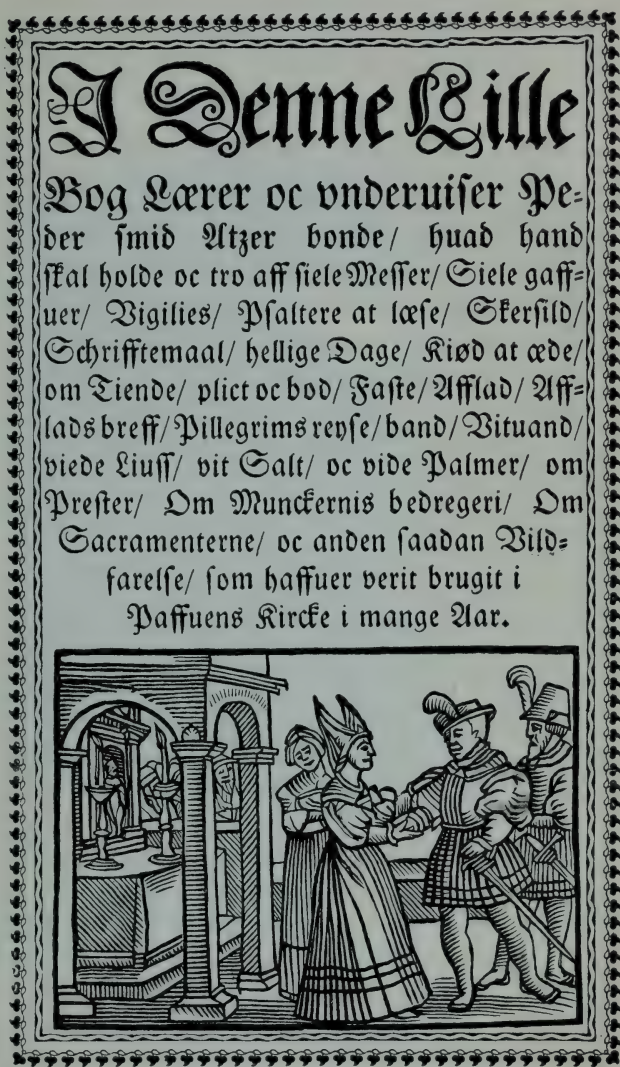 I Denne Lille
Bog Lærer oc vnderuiser Pe=
der smid Atzer bonde/ huad hand
skal holde oc tro aff siele Messer/ Siele gaff=
uer/ Vigilies/ Psaltere at læse/ Skersild/
Schrifftemaal/ hellige Dage/ Kiød at æde/
om Tiende/ plict oc bod/ Faste/ Afflad/ Aff=
lads breff/ Pillegrims reyse/ band/ Vituand/
viede Liuss/ vit Salt/ oc vide Palmer/ om
Prester/ Om Munckernis bedregeri/ Om
Sacramenterne/ oc anden saadan Vild=
farelse/ som haffuer verit brugit i
Paffuens Kircke i mange Aar.